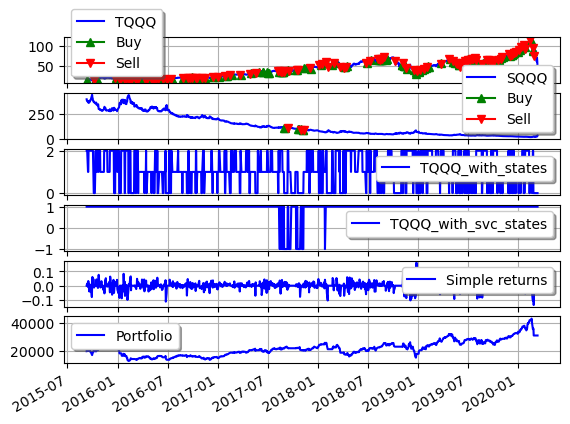 TQQQ
Buy
Sell
100
50
SQQQ
Buy
Sell
250
0
2
0
TQQQ_with_states
1
−1
TQQQ_with_svc_states
0.1
0.0
−0.1
Simple returns
40000
20000
Portfolio
2015-07
2016-01
2016-07
2017-01
2017-07
2018-01
2018-07
2019-01
2019-07
2020-01